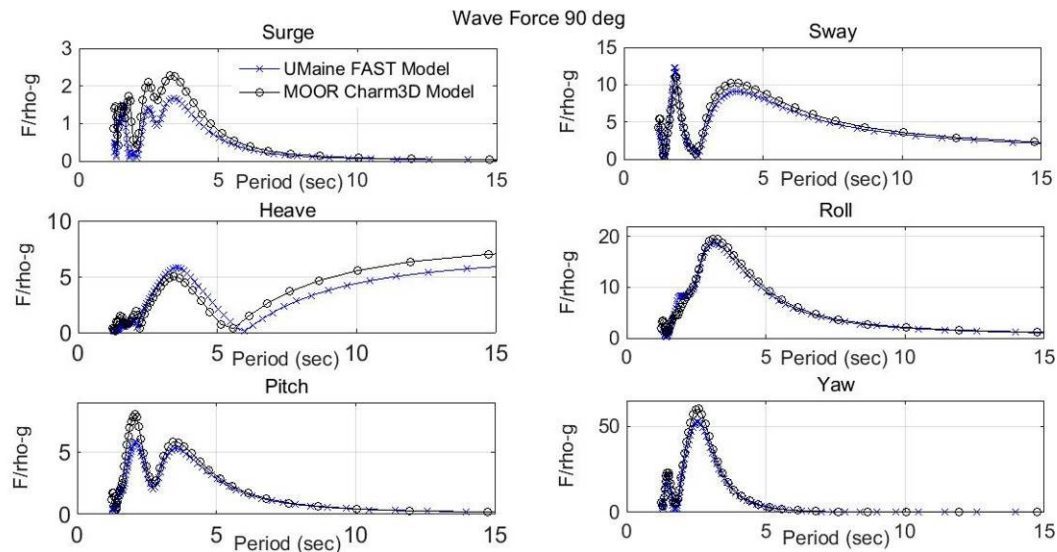 Wave Force 90 deg
Surge
3
2
1
0
F/rho-g
UMaine FAST Model
MOOR Charm3D Model
0
5
10
15
Period (sec)
Sway
15
10
5
0
F/rho-g
0
5
10
15
Period (sec)
Heave
10
5
0
F/rho-g
0
5
10
15
Period (sec)
Roll
20
10
0
F/rho-g
0
5
10
15
Period (sec)
Pitch
5
0
F/rho-g
0
5
10
15
Period (sec)
Yaw
50
0
F/rho-g
0
5
10
15
Period (sec)